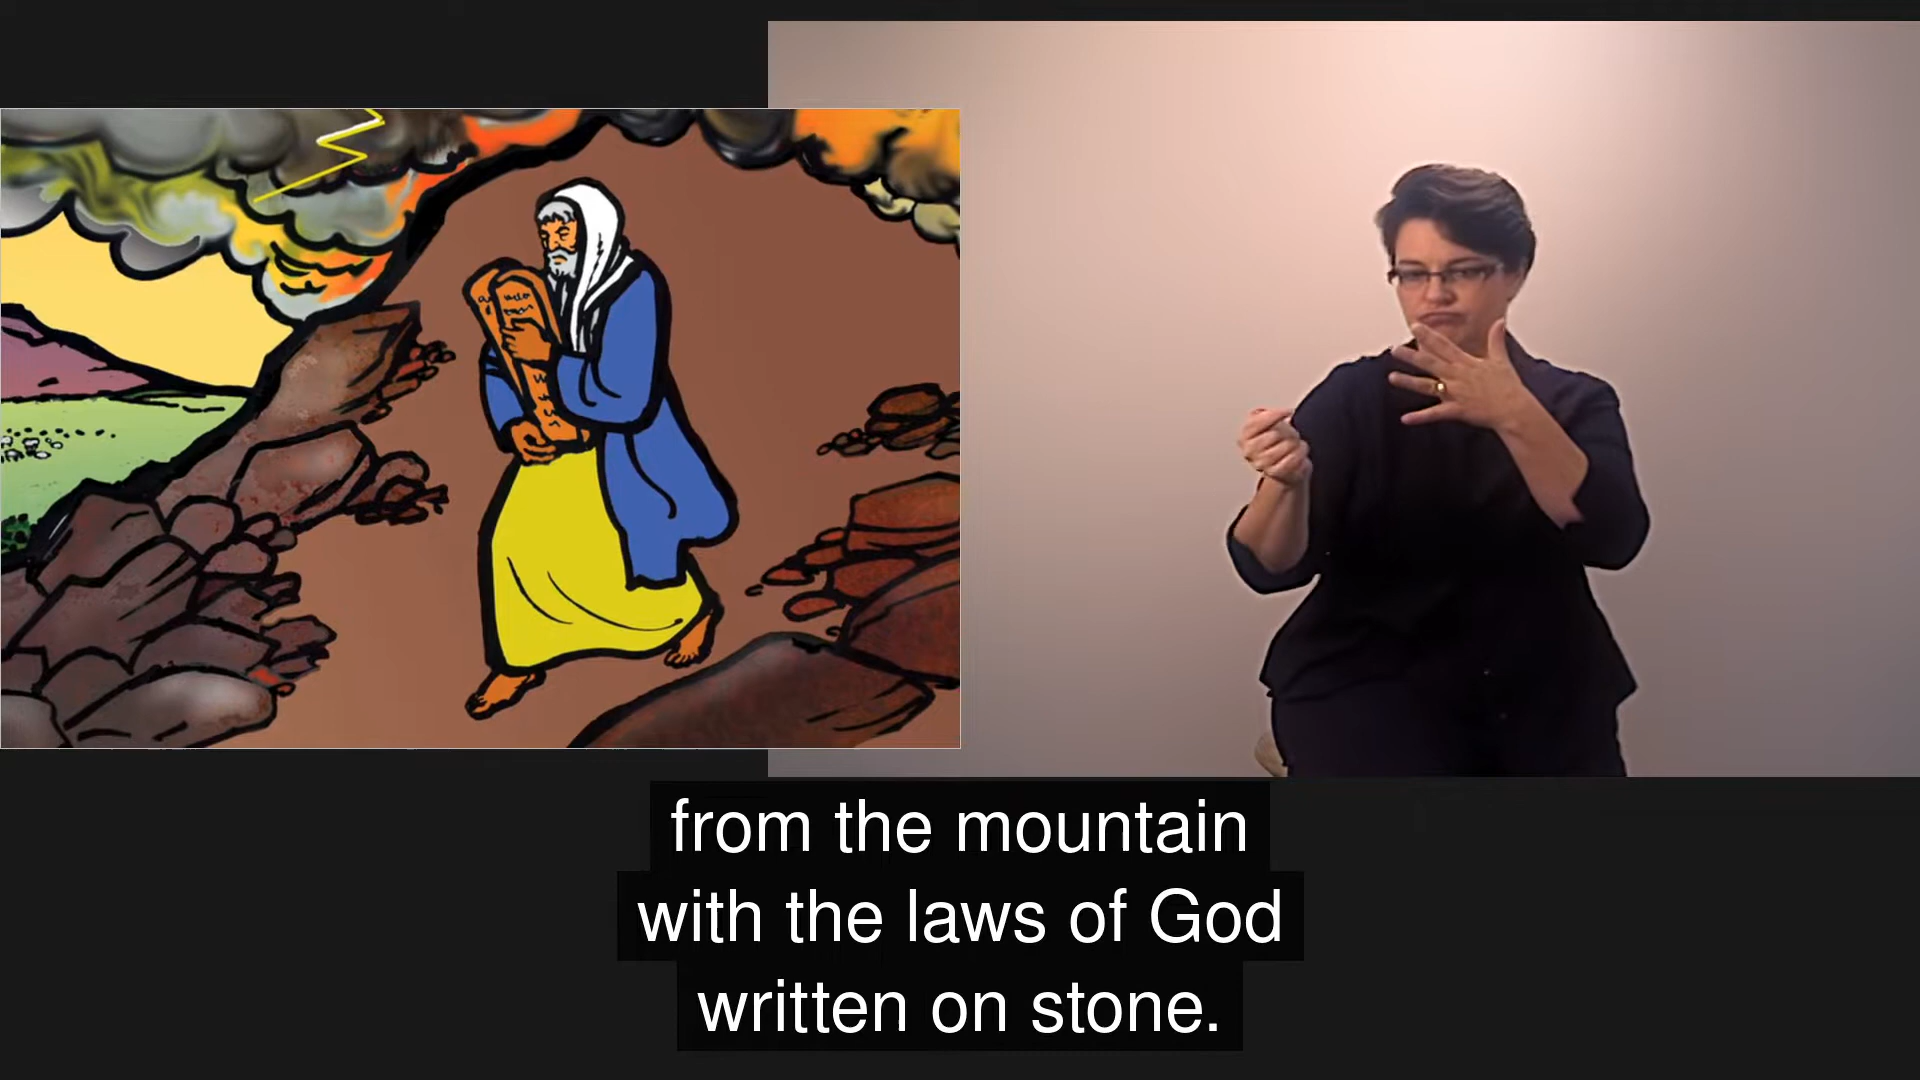 from the mountain
with the laws of God
written on stone.